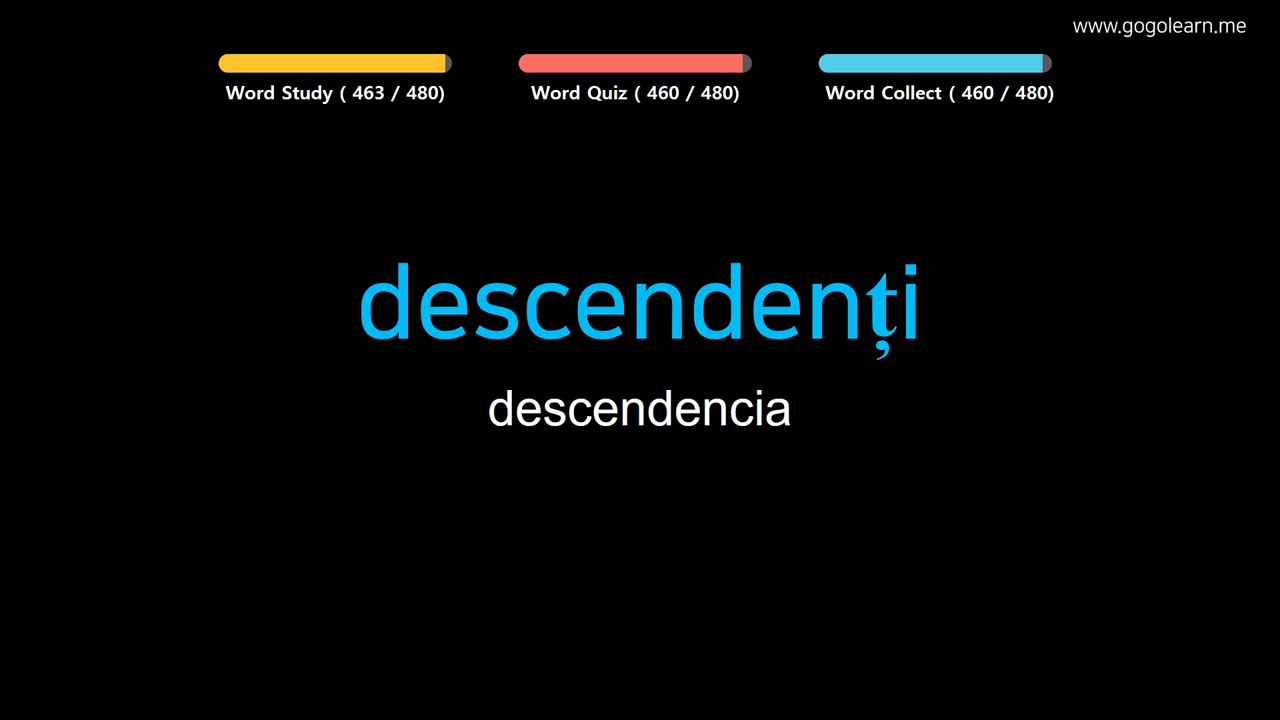 www.gogolearn.me
Word Study ( 463 / 480)
Word Quiz ( 460 / 480)
Word Collect ( 460 / 480)
descendenți
descendencia